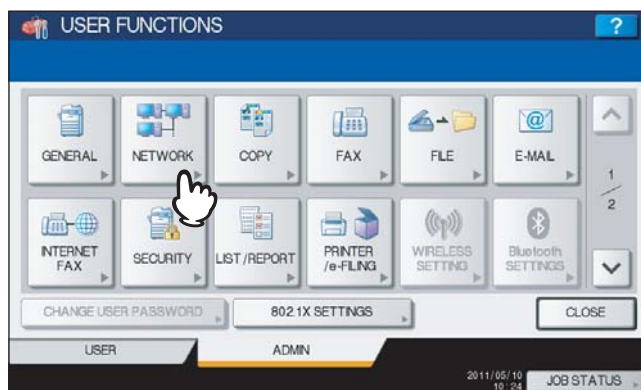 USER FUNCTIONS
?
GENERAL
NETWORK
COPY
FAX
FILE
E-MAIL
1
2
INTERNET
FAX
SECURITY
LIST/REPORT
PRINTER
/e-FILING
WIRELESS
SETTING
Bluetooth
SETTINGS
CHANGE USER PASSWORD
802.1X SETTINGS
CLOSE
USER
ADMIN
2011/05/10
10:24
JOB STATUS